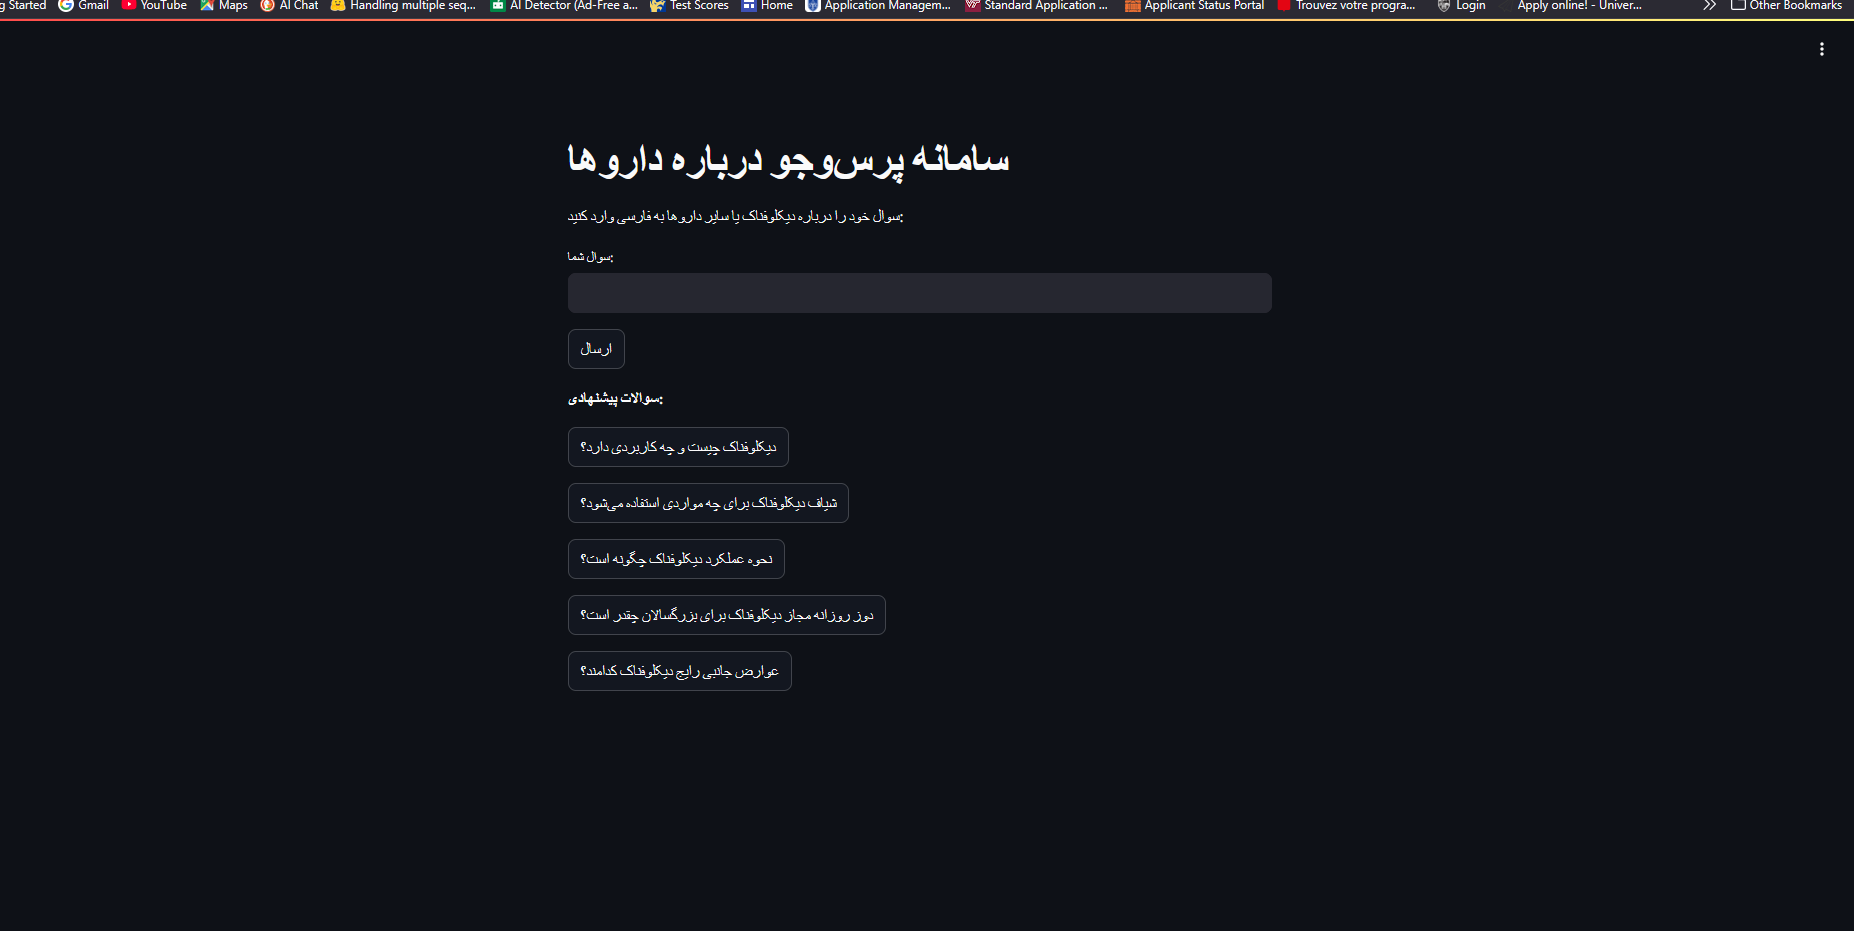 g Started Gmail YouTube Maps AI Chat Handling multiple seq... AI Detector (Ad-Free a... Test Scores Home Application Managem... Standard Application ... Applicant Status Portal Trouvez votre progra... Login Apply online! - Univer... Other Bookmarks
سامانه پرس‌وجو درباره داروها
سوال خود را درباره دیکلوفناک یا سایر داروها به فارسی وارد کنید:
سوال شما:
ارسال
سوالات پیشنهادی:
دیکلوفناک چیست و چه کاربردی دارد؟
شیاف دیکلوفناک برای چه مواردی استفاده می‌شود؟
نحوه عملکرد دیکلوفناک چگونه است؟
دوز روزانه مجاز دیکلوفناک برای بزرگسالان چقدر است؟
عوارض جانبی رایج دیکلوفناک کدامند؟